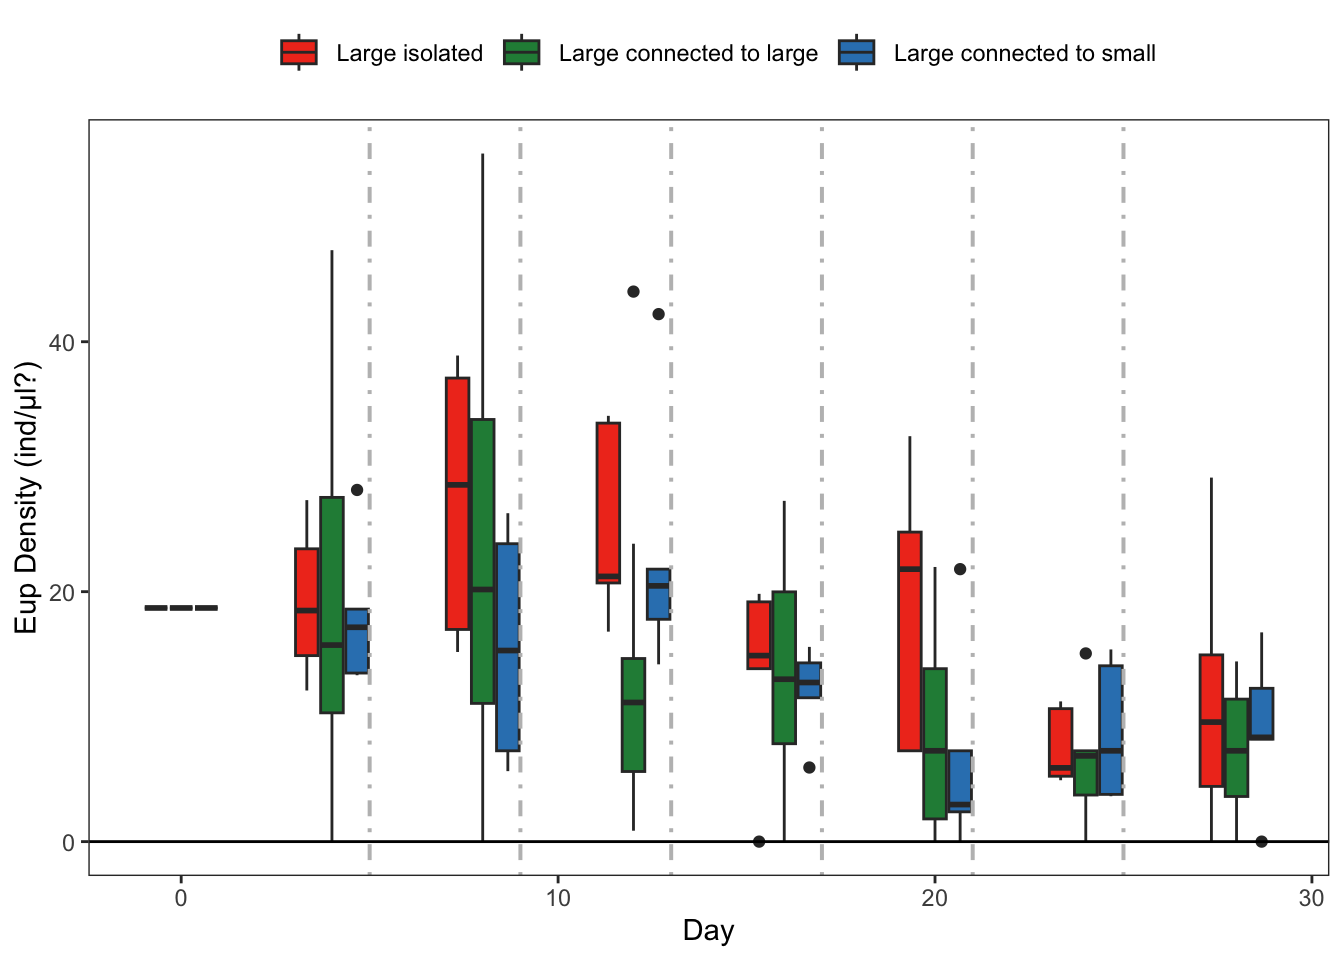 Large isolated Large connected to large Large connected to small
Eup Density (ind/μl?)
40
20
0
0 10 20 30
Day